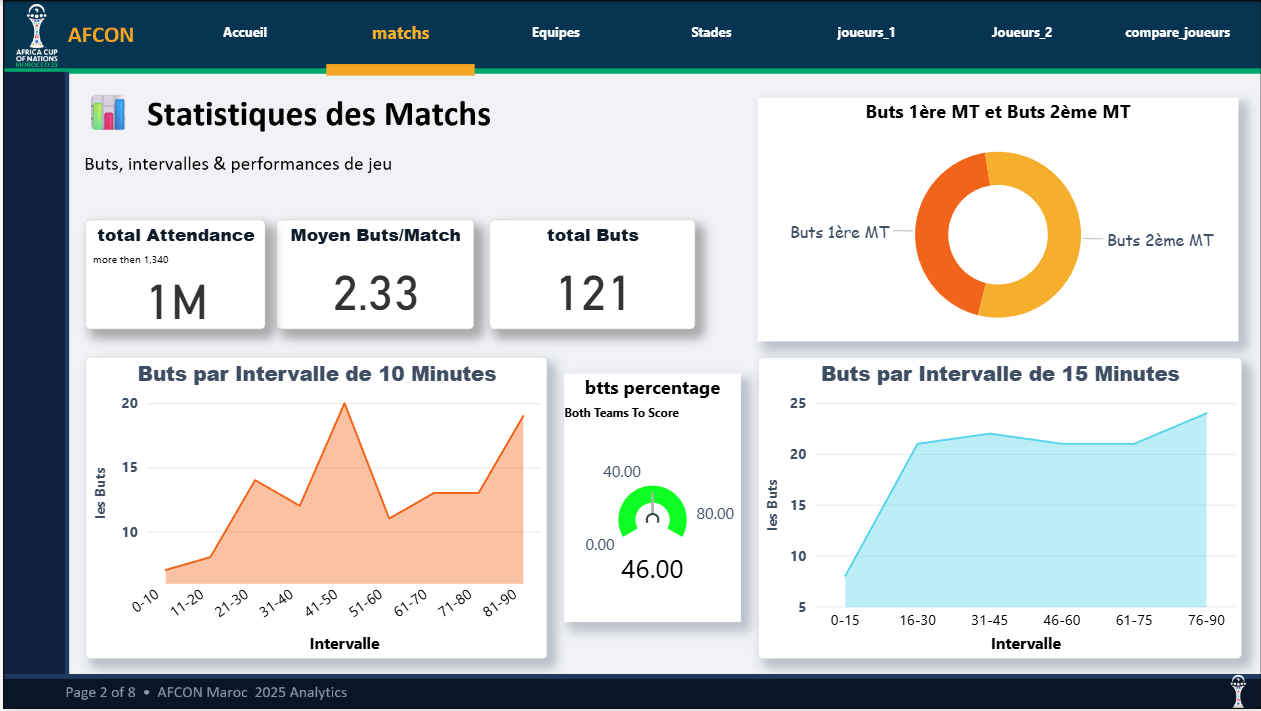 AFRICA CUP
OF NATIONS
MOROCCO 25
AFCON
Accueil
matchs
Equipes
Stades
joueurs_1
Joueurs_2
compare_joueurs
Statistiques des Matchs
Buts, intervalles & performances de jeu
total Attendance
more then 1,340
1M
Moyen Buts/Match
2.33
total Buts
121
Buts 1ère MT et Buts 2ème MT
Buts 1ère MT
Buts 2ème MT
Buts par Intervalle de 10 Minutes
20
15
10
les Buts
0-10
11-20
21-30
31-40
41-50
51-60
61-70
71-80
81-90
Intervalle
btts percentage
Both Teams To Score
40.00
80.00
0.00
46.00
Buts par Intervalle de 15 Minutes
25
20
15
10
5
les Buts
0-15
16-30
31-45
46-60
61-75
76-90
Intervalle
Page 2 of 8 • AFCON Maroc 2025 Analytics